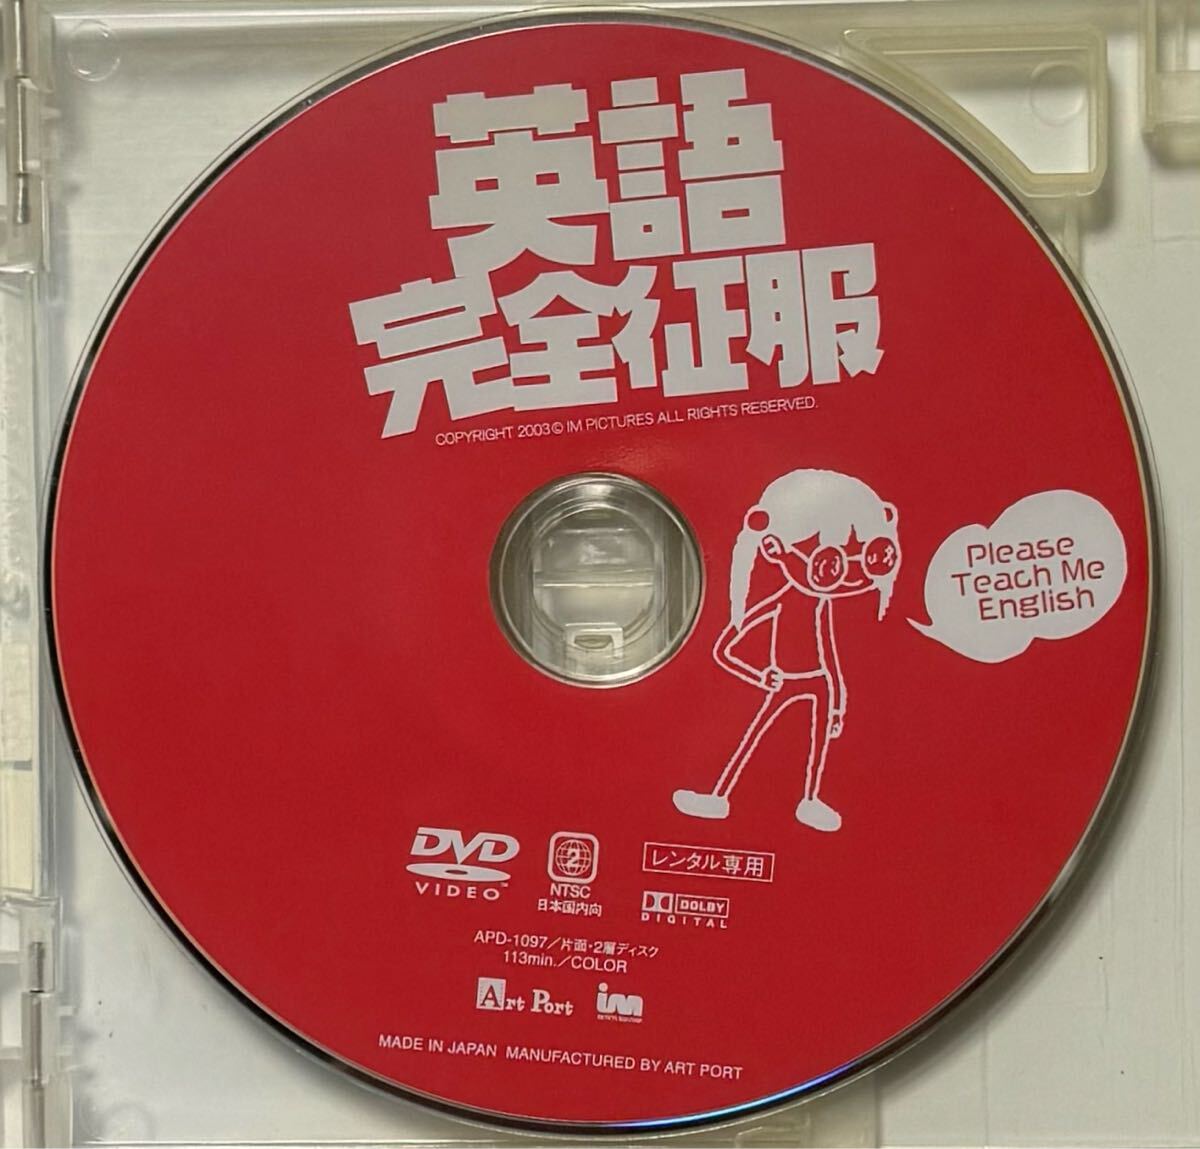 英語
完全征服
COPYRIGHT 2003© IM PICTURES ALL RIGHTS RESERVED.
Please
Teach Me
English
DVD
VIDEO™
2
NTSC
日本国内向
レンタル専用
DOLBY
DIGITAL
APD-1097／片面・2層ディスク
113min.／COLOR
Art Port
im
MADE IN JAPAN MANUFACTURED BY ART PORT